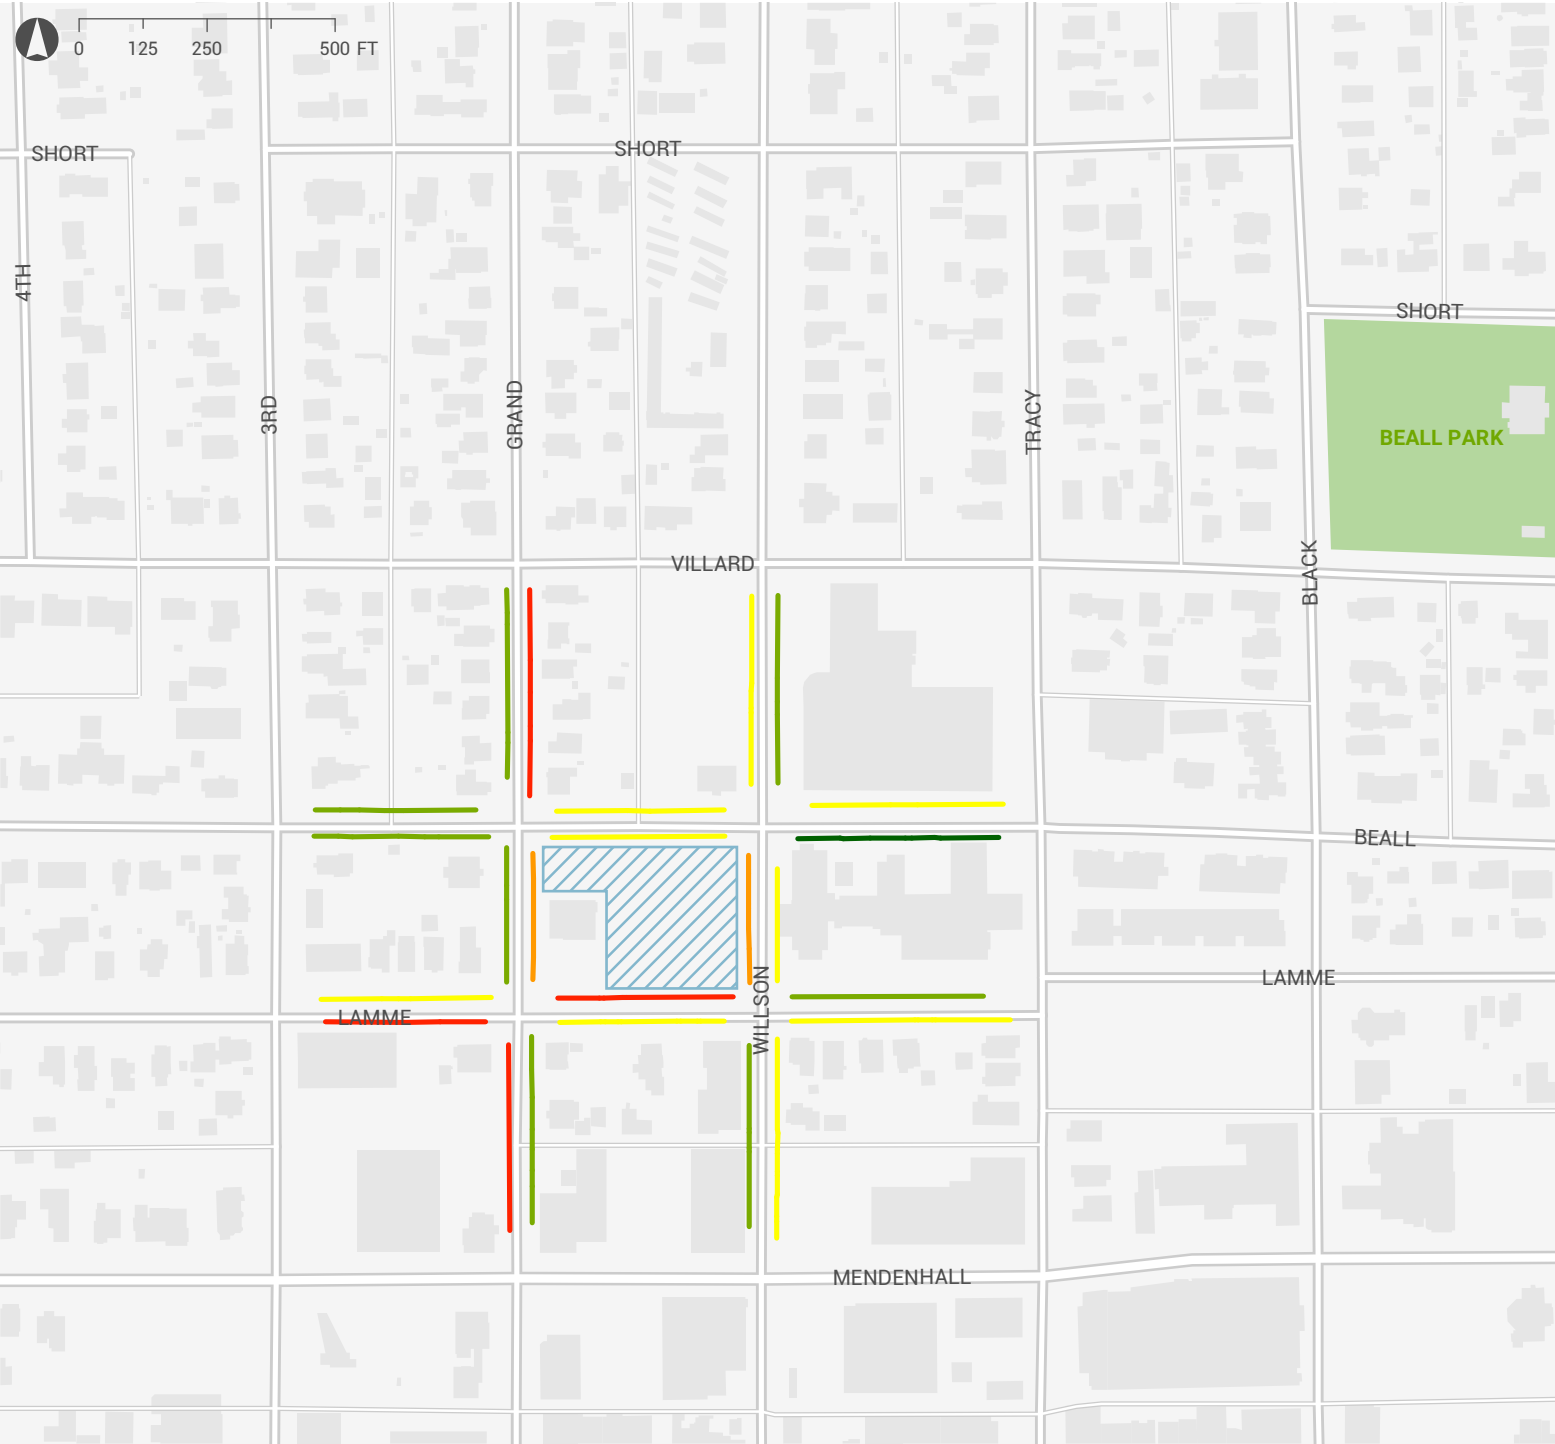 0 125 250 500 FT
SHORT
SHORT
4TH
SHORT
3RD
GRAND
TRACY
BEALL PARK
VILLARD
BLACK
BEALL
LAMME
LAMME
WILLSON
MENDENHALL